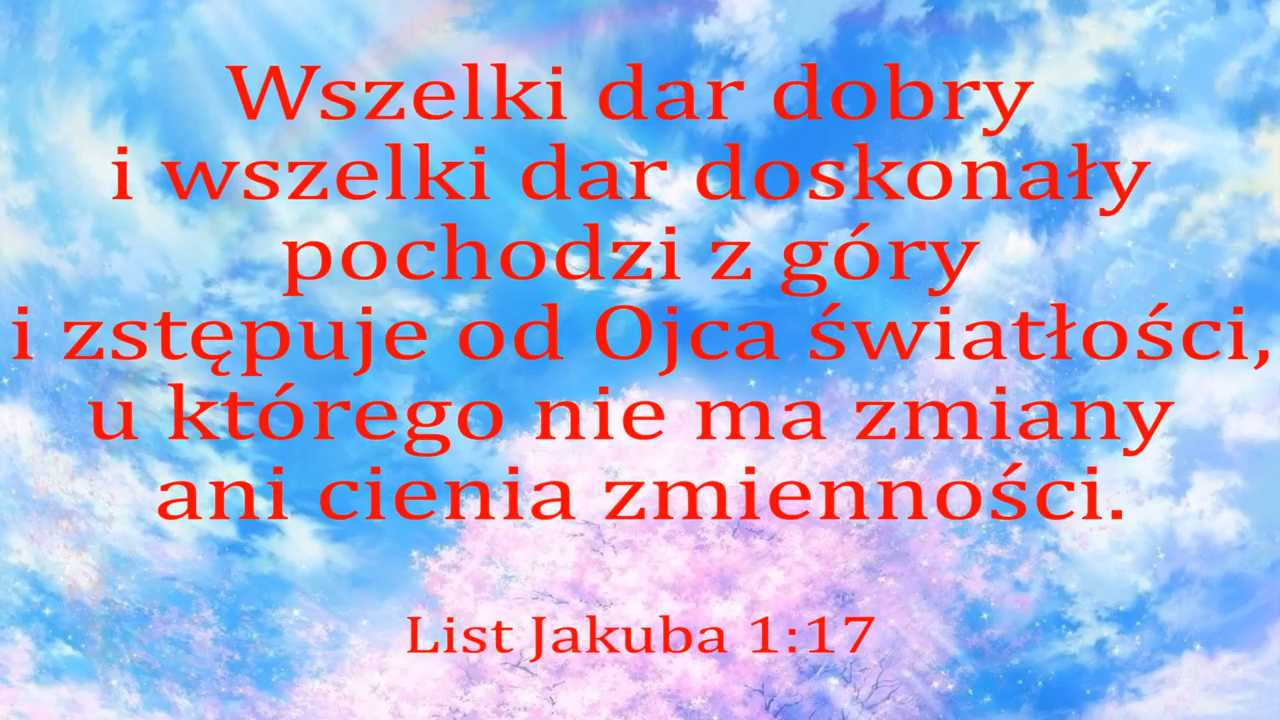 Wszelki dar dobry
i wszelki dar doskonały
pochodzi z góry
i zstępuje od Ojca światłości,
u którego nie ma zmiany
ani cienia zmienności.
List Jakuba 1:17